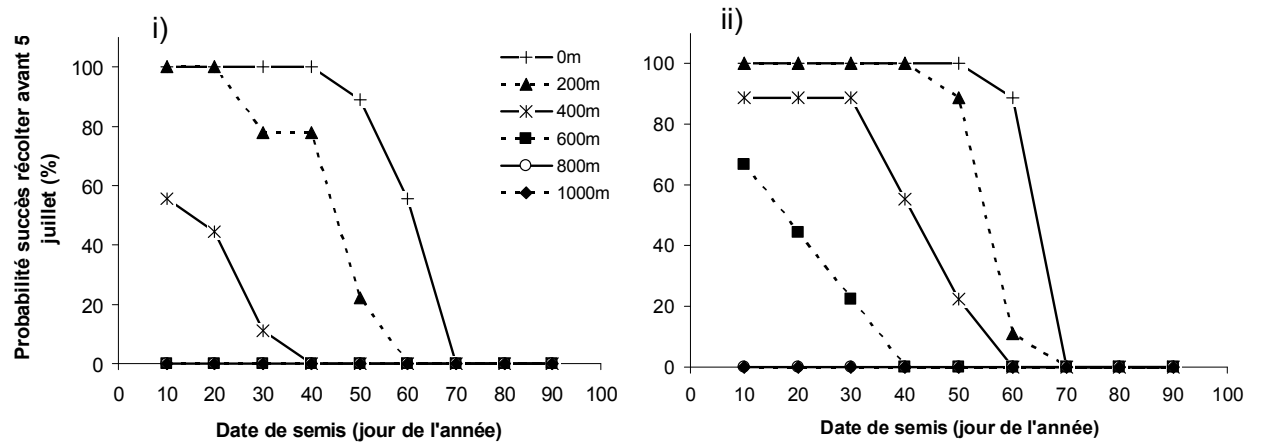 i)
Probabilité succès récolter avant 5
juillet (%)
100
80
60
40
20
0
0 10 20 30 40 50 60 70 80 90 100
Date de semis (jour de l'année)
0m
200m
400m
600m
800m
1000m
ii)
100
80
60
40
20
0
0 10 20 30 40 50 60 70 80 90 100
Date de semis (jour de l'année)